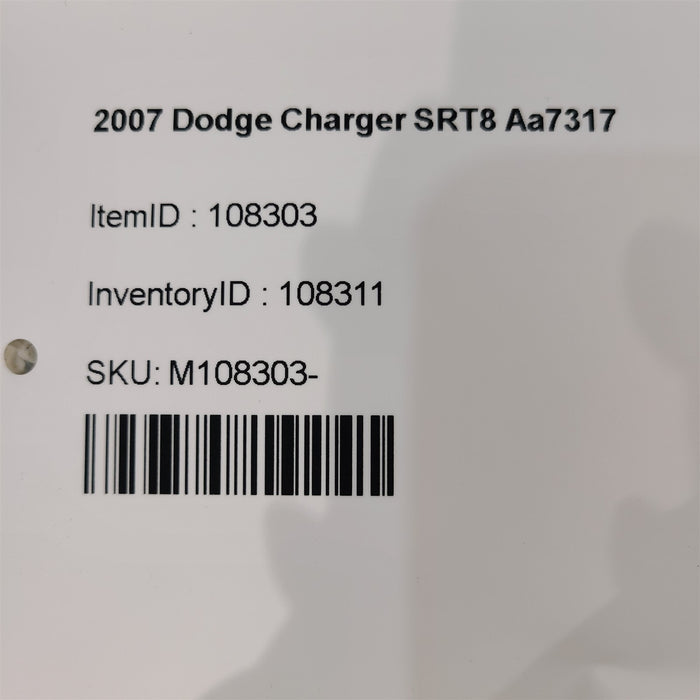 2007 Dodge Charger SRT8 Aa7317
ItemID : 108303
InventoryID : 108311
SKU: M108303-